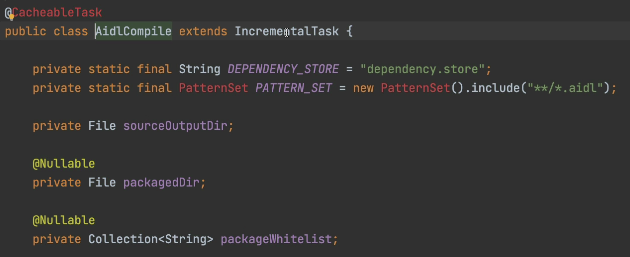 @CacheableTask
public class AidlCompile extends IncrementalTask {
private static final String DEPENDENCY_STORE = "dependency.store";
private static final PatternSet PATTERN_SET = new PatternSet().include("**/*.aidl");
private File sourceOutputDir;
@Nullable
private File packagedDir;
@Nullable
private Collection<String> packageWhitelist;